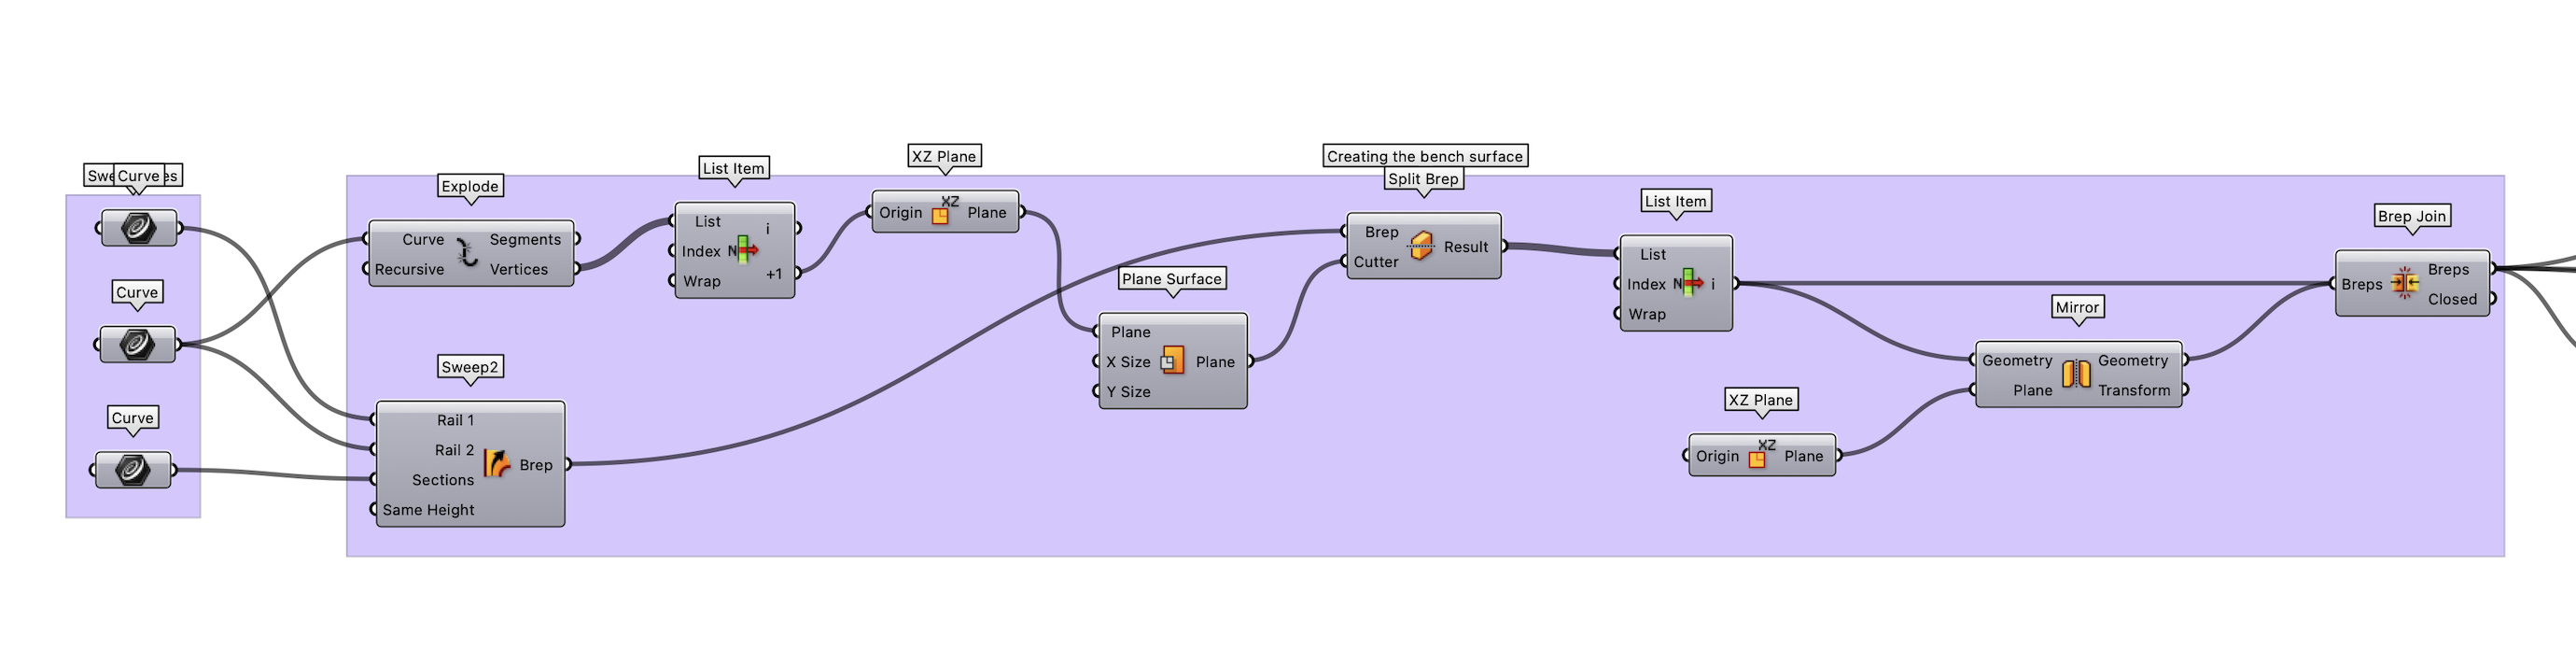 Swe
Curve
es
Curve
Curve
Explode
Curve
Recursive
Segments
Vertices
List Item
List
Index
Wrap
N
i
+1
XZ Plane
Origin
XZ
Plane
Sweep2
Rail 1
Rail 2
Sections
Same Height
Brep
Plane Surface
Plane
X Size
Y Size
Plane
Creating the bench surface
Split Brep
Brep
Cutter
Result
List Item
List
Index
Wrap
N
i
XZ Plane
Origin
XZ
Plane
Mirror
Geometry
Plane
Geometry
Transform
Brep Join
Breps
Breps
Closed